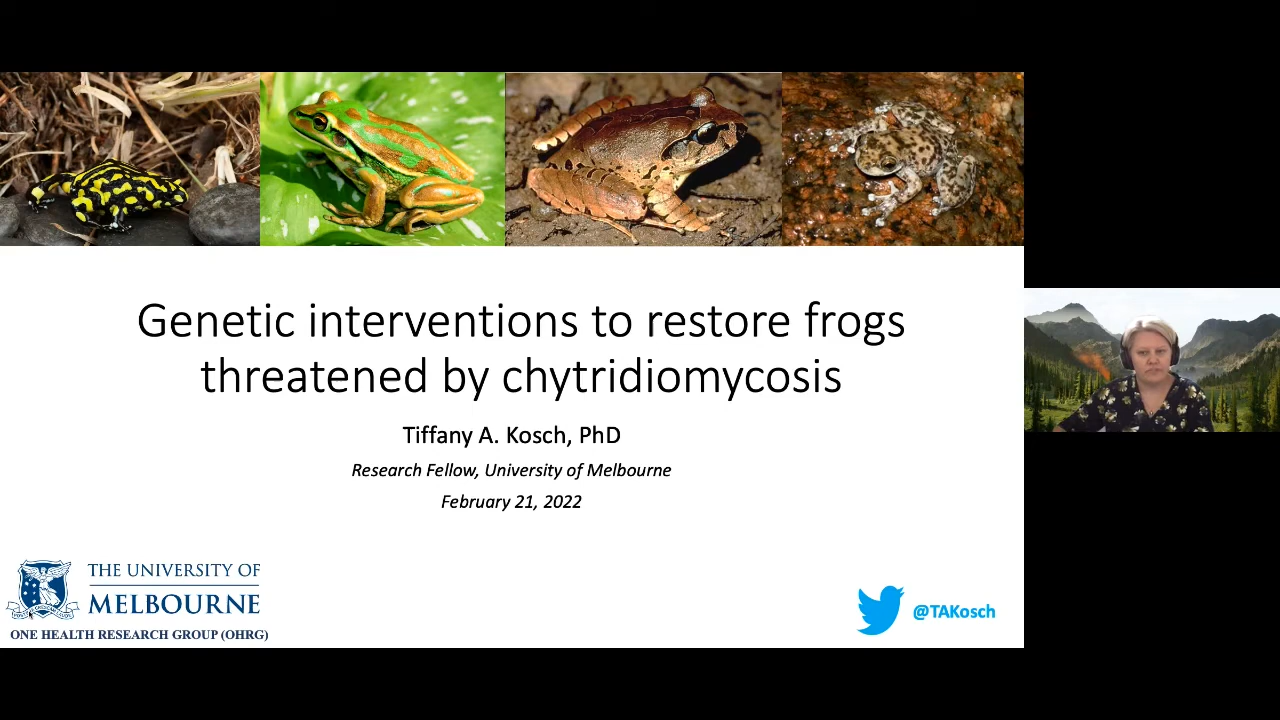 Genetic interventions to restore frogs
threatened by chytridiomycosis
Tiffany A. Kosch, PhD
Research Fellow, University of Melbourne
February 21, 2022
THE UNIVERSITY OF
MELBOURNE
ONE HEALTH RESEARCH GROUP (OHRG)
@TAKosch